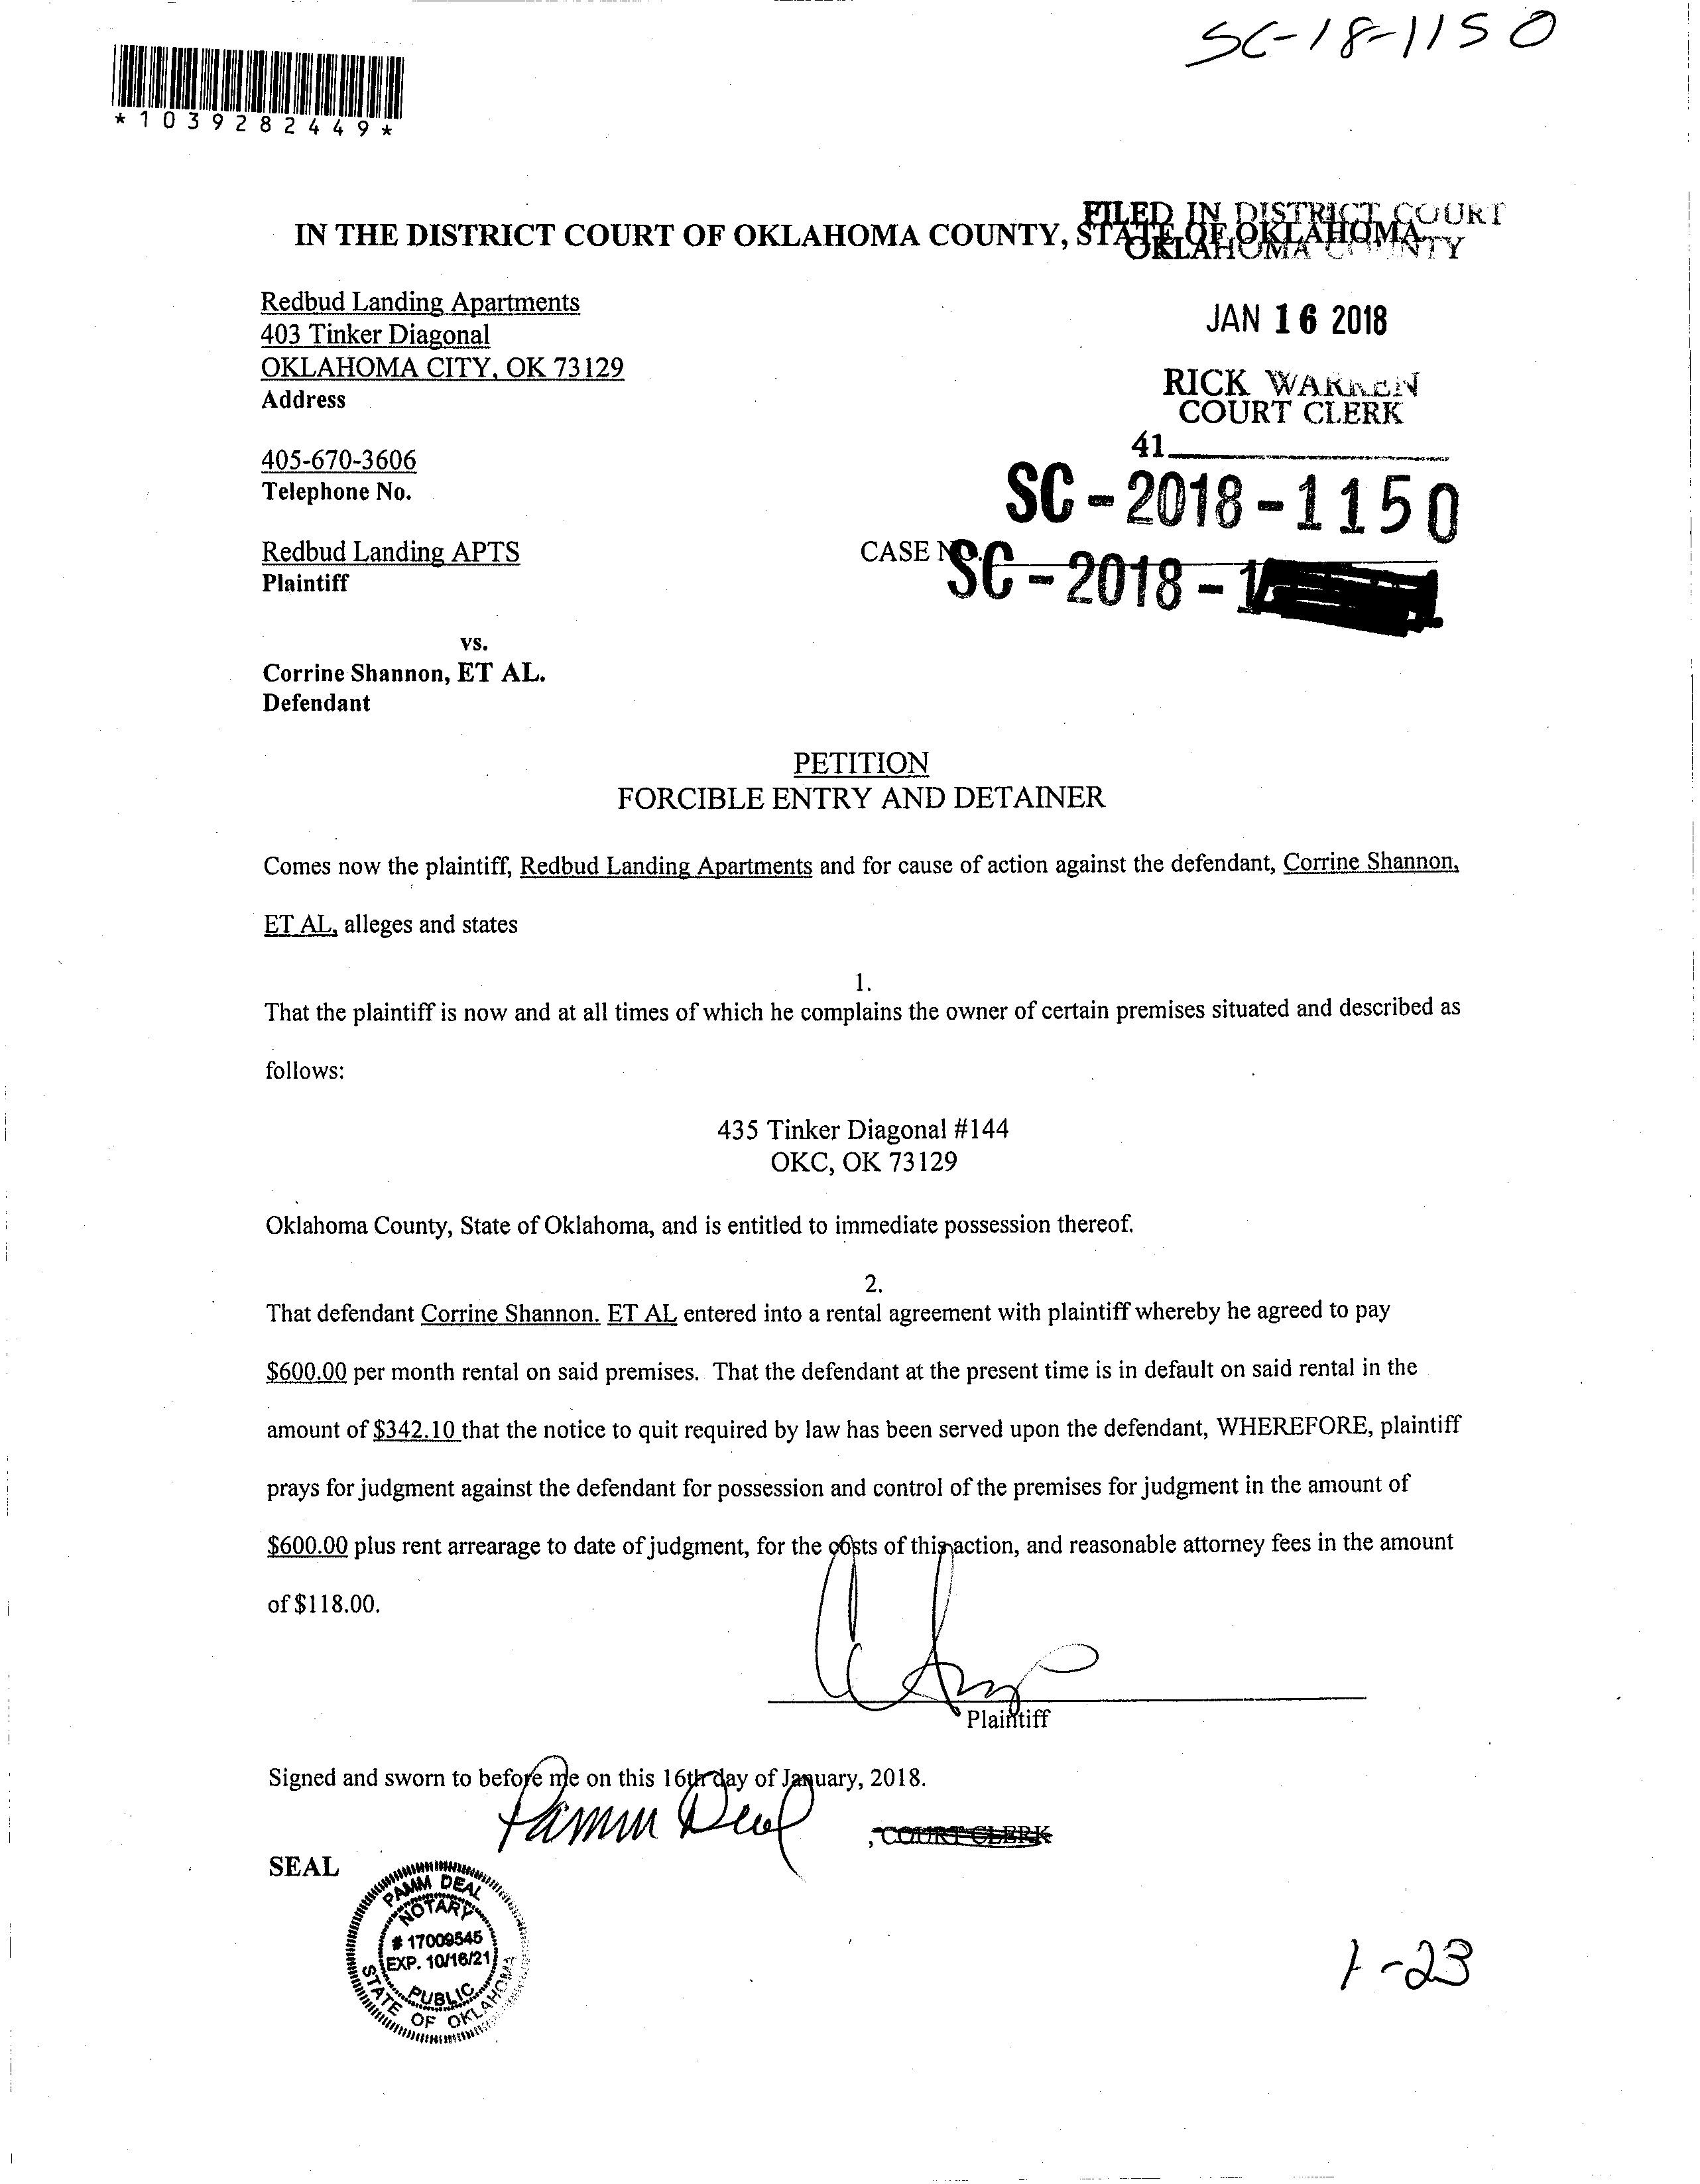 SC-18-1150
*1039282449*
FILED IN DISTRICT COURT
OKLAHOMA COUNTY
IN THE DISTRICT COURT OF OKLAHOMA COUNTY, STATE OF OKLAHOMA
Redbud Landing Apartments
403 Tinker Diagonal
OKLAHOMA CITY, OK 73129
Address
JAN 16 2018
RICK WARREN
COURT CLERK
41
405-670-3606
Telephone No.
SC-2018-1150
Redbud Landing APTS
Plaintiff
CASE NO.
SC-2018-1
vs.
Corrine Shannon, ET AL.
Defendant
PETITION
FORCIBLE ENTRY AND DETAINER
Comes now the plaintiff, Redbud Landing Apartments and for cause of action against the defendant, Corrine Shannon,
ET AL, alleges and states
1.
That the plaintiff is now and at all times of which he complains the owner of certain premises situated and described as
follows:
435 Tinker Diagonal #144
OKC, OK 73129
Oklahoma County, State of Oklahoma, and is entitled to immediate possession thereof.
2.
That defendant Corrine Shannon. ET AL entered into a rental agreement with plaintiff whereby he agreed to pay
$600.00 per month rental on said premises. That the defendant at the present time is in default on said rental in the
amount of $342.10 that the notice to quit required by law has been served upon the defendant, WHEREFORE, plaintiff
prays for judgment against the defendant for possession and control of the premises for judgment in the amount of
$600.00 plus rent arrearage to date of judgment, for the costs of this action, and reasonable attorney fees in the amount
of $118.00.
Plaintiff
Signed and sworn to before me on this 16th day of January, 2018.
Pamm Deal
, COURT CLERK
SEAL
PAMM DEAL
NOTARY
# 17009545
EXP. 10/16/21
PUBLIC
STATE OF OKLAHOMA
1-23